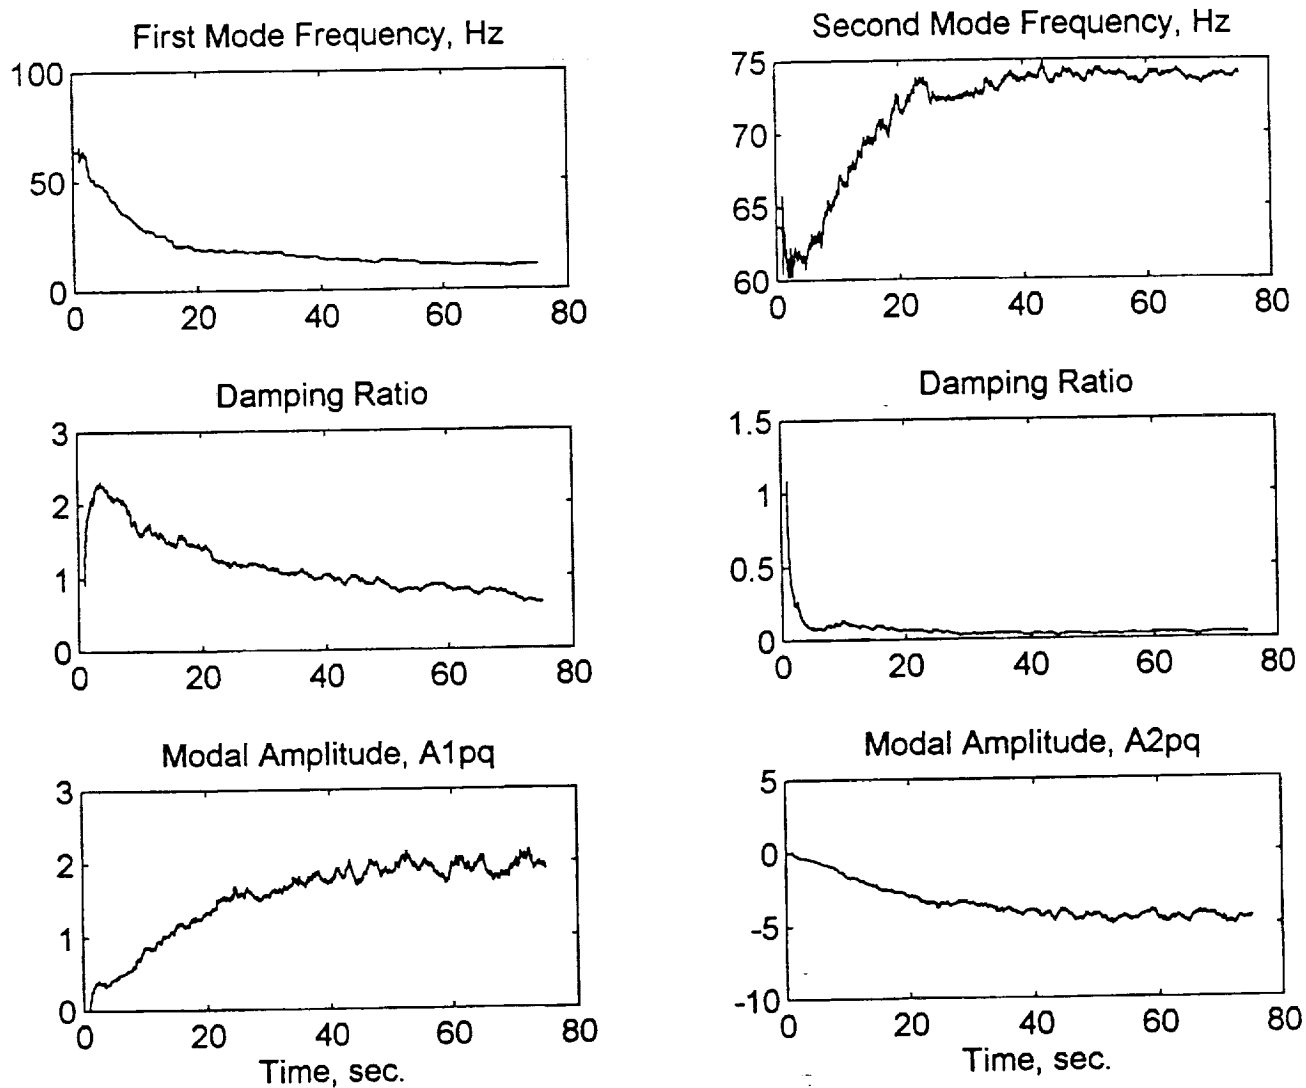 First Mode Frequency, Hz
100
50
0
0 20 40 60 80
Second Mode Frequency, Hz
75
70
65
60
0 20 40 60 80
Damping Ratio
3
2
1
0
0 20 40 60 80
Damping Ratio
1.5
1
0.5
0
0 20 40 60 80
Modal Amplitude, A1pq
3
2
1
0
0 20 40 60 80
Time, sec.
Modal Amplitude, A2pq
5
0
-5
-10
0 20 40 60 80
Time, sec.